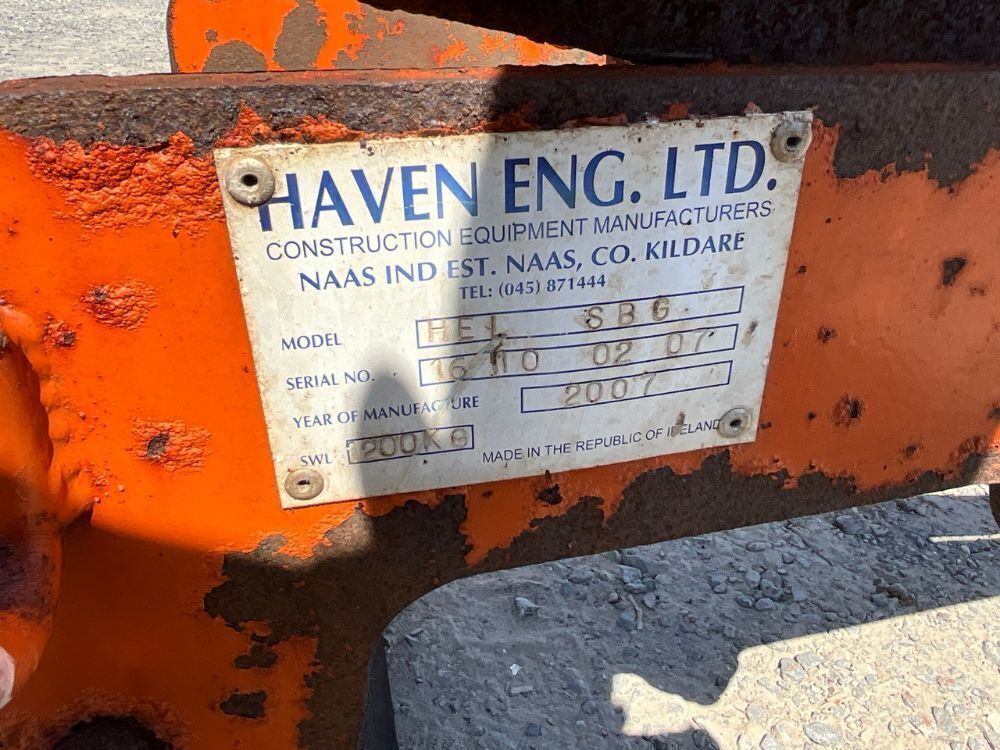 HAVEN ENG. LTD.
CONSTRUCTION EQUIPMENT MANUFACTURERS
NAAS IND EST. NAAS, CO. KILDARE
TEL: (045) 871444
MODEL HEL SBG
SERIAL NO. 16 10 02 07
YEAR OF MANUFACTURE 2007
SWL 1200KG
MADE IN THE REPUBLIC OF IRELAND